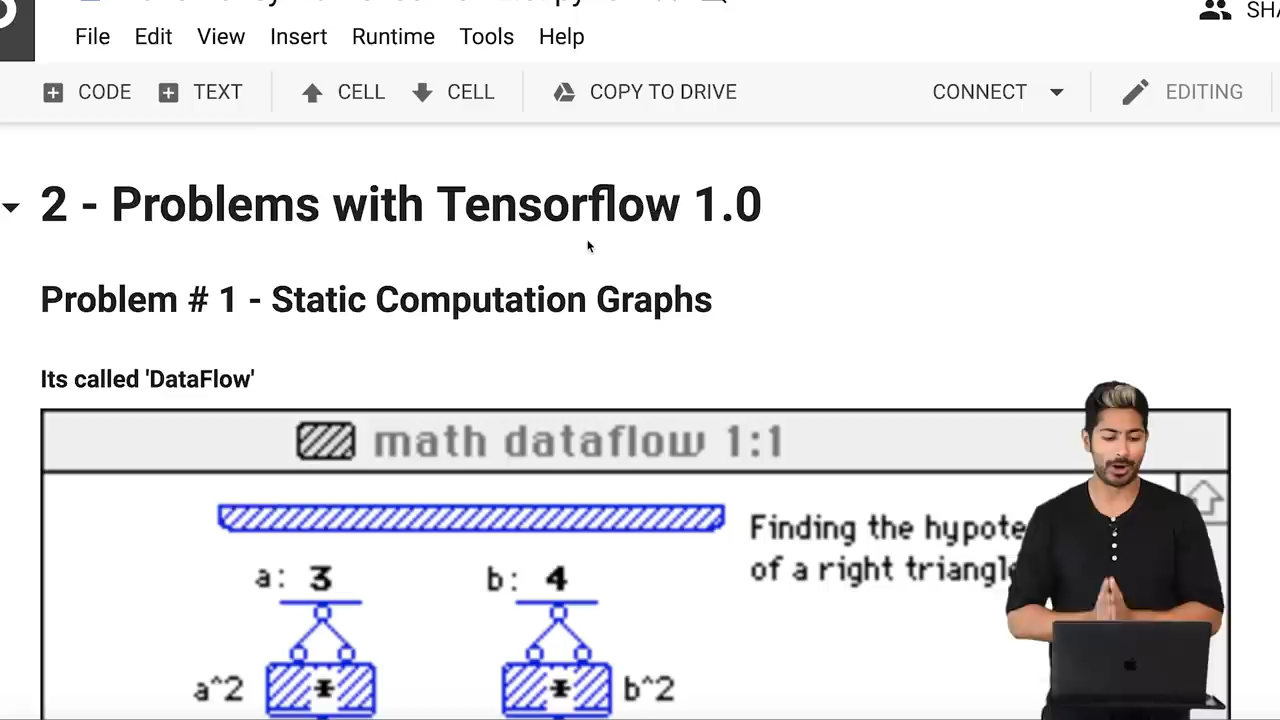 SHA
File Edit View Insert Runtime Tools Help
CODE TEXT CELL CELL COPY TO DRIVE CONNECT EDITING
2 - Problems with Tensorflow 1.0
Problem # 1 - Static Computation Graphs
Its called 'DataFlow'
math dataflow 1:1
Finding the hypote
of a right triangl
a: 3 b: 4
a^2 * * b^2